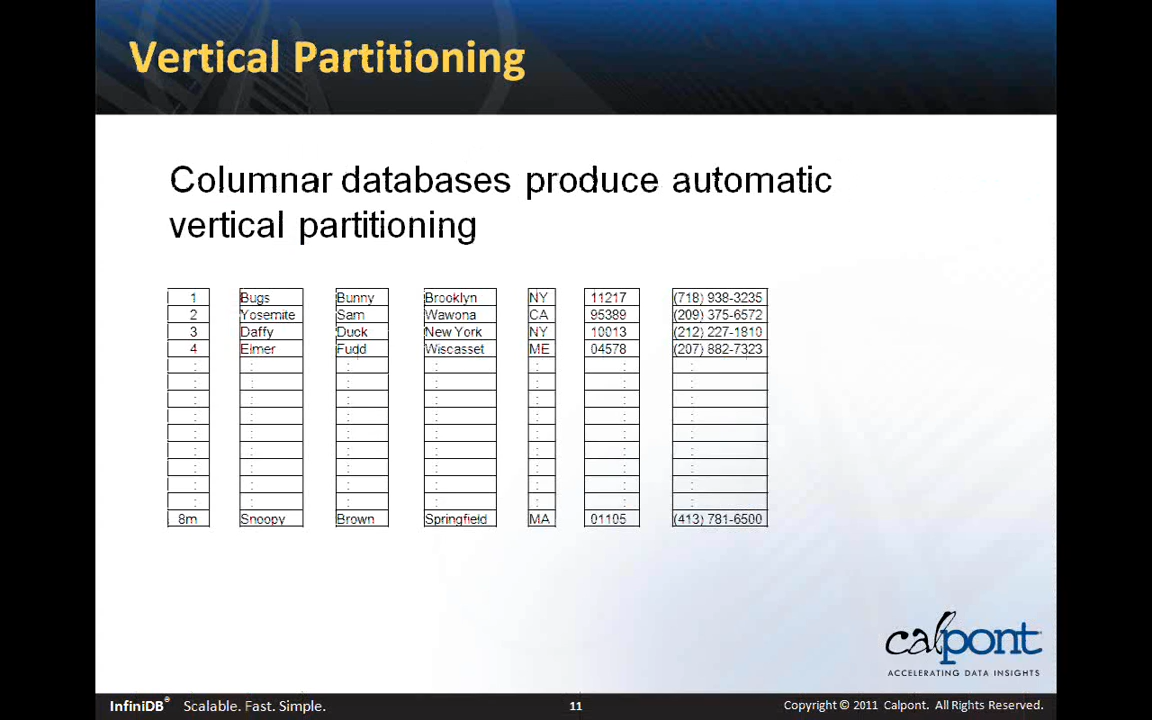 Vertical Partitioning
Columnar databases produce automatic
vertical partitioning
1 Bugs Bunny Brooklyn NY 11217 (718) 938-3235
2 Yosemite Sam Wawona CA 95389 (209) 375-6572
3 Daffy Duck New York NY 10013 (212) 227-1810
4 Elmer Fudd Wiscasset ME 04578 (207) 882-7323
: : : : : : :
: : : : : : :
: : : : : : :
: : : : : : :
: : : : : : :
: : : : : : :
: : : : : : :
: : : : : : :
: : : : : : :
8m Snoopy Brown Springfield MA 01105 (413) 781-6500
calpont
ACCELERATING DATA INSIGHTS
InfiniDB® Scalable. Fast. Simple. 11 Copyright © 2011 Calpont. All Rights Reserved.